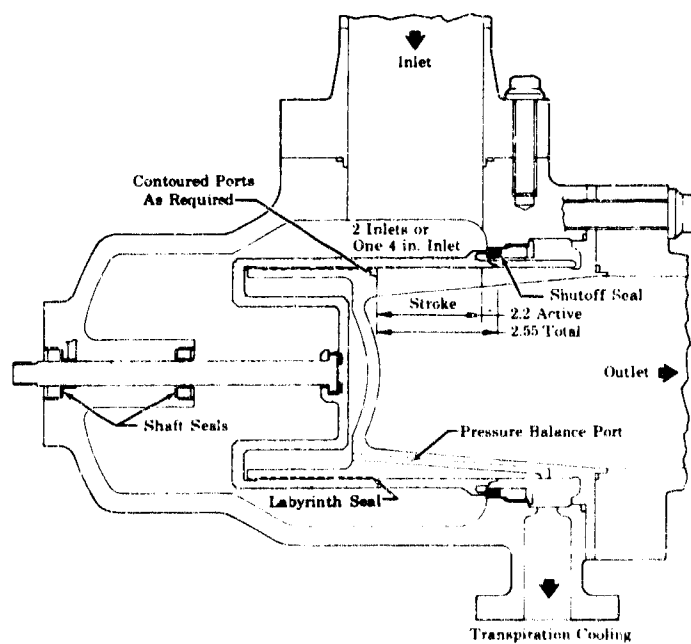 Inlet
Contoured Ports
As Required
2 Inlets or
One 4 in. Inlet
Shutoff Seal
Stroke
2.2 Active
2.55 Total
Outlet
Shaft Seals
Pressure Balance Port
Labyrinth Seal
Transpiration Cooling